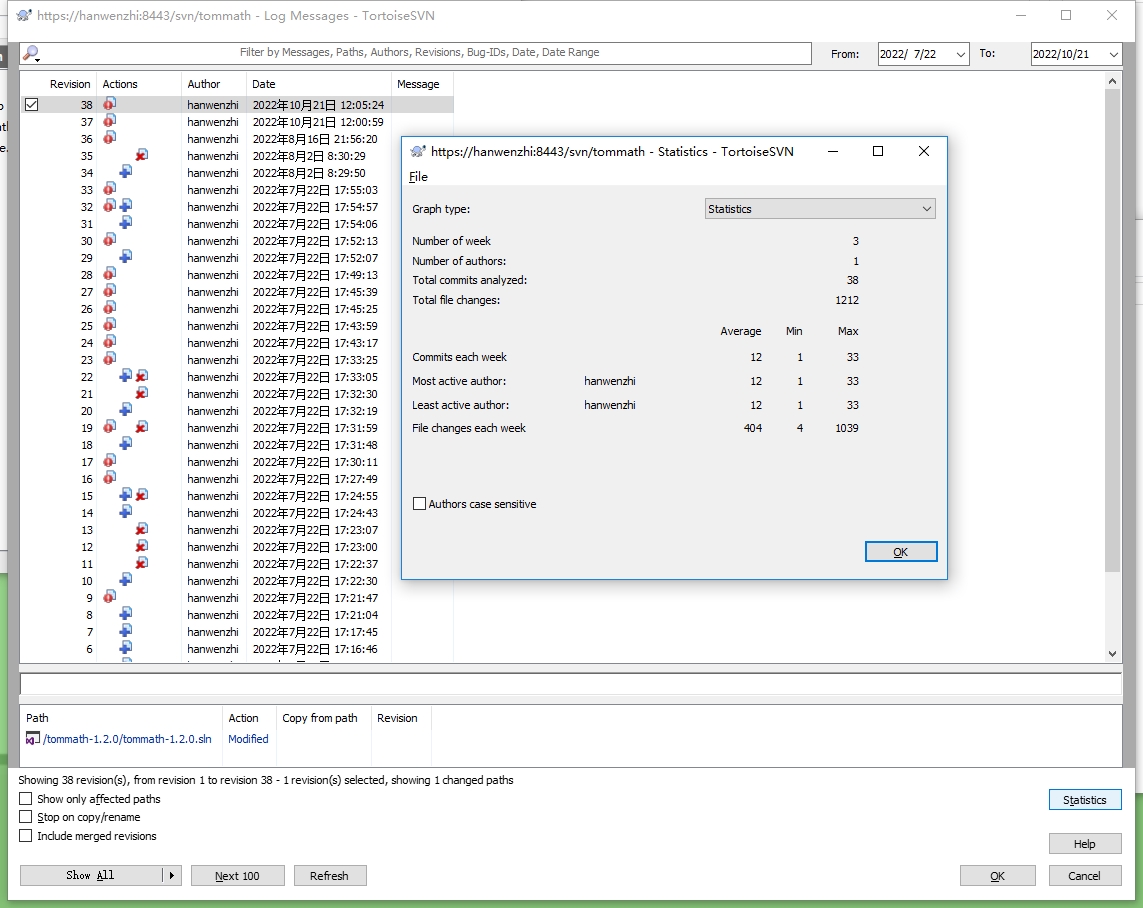 https://hanwenzhi:8443/svn/tommath - Log Messages - TortoiseSVN
Filter by Messages, Paths, Authors, Revisions, Bug-IDs, Date, Date Range
From: 2022/ 7/22 To: 2022/10/21
Revision Actions Author Date Message
38 hanwenzhi 2022年10月21日 12:05:24
37 hanwenzhi 2022年10月21日 12:00:59
36 hanwenzhi 2022年8月16日 21:56:20
35 hanwenzhi 2022年8月2日 8:30:29
34 hanwenzhi 2022年8月2日 8:29:50
33 hanwenzhi 2022年7月22日 17:55:03
32 hanwenzhi 2022年7月22日 17:54:57
31 hanwenzhi 2022年7月22日 17:54:06
30 hanwenzhi 2022年7月22日 17:52:13
29 hanwenzhi 2022年7月22日 17:52:07
28 hanwenzhi 2022年7月22日 17:49:13
27 hanwenzhi 2022年7月22日 17:45:39
26 hanwenzhi 2022年7月22日 17:45:25
25 hanwenzhi 2022年7月22日 17:43:59
24 hanwenzhi 2022年7月22日 17:43:17
23 hanwenzhi 2022年7月22日 17:33:25
22 hanwenzhi 2022年7月22日 17:33:05
21 hanwenzhi 2022年7月22日 17:32:30
20 hanwenzhi 2022年7月22日 17:32:19
19 hanwenzhi 2022年7月22日 17:31:59
18 hanwenzhi 2022年7月22日 17:31:48
17 hanwenzhi 2022年7月22日 17:30:11
16 hanwenzhi 2022年7月22日 17:27:49
15 hanwenzhi 2022年7月22日 17:24:55
14 hanwenzhi 2022年7月22日 17:24:43
13 hanwenzhi 2022年7月22日 17:23:07
12 hanwenzhi 2022年7月22日 17:23:00
11 hanwenzhi 2022年7月22日 17:22:37
10 hanwenzhi 2022年7月22日 17:22:30
9 hanwenzhi 2022年7月22日 17:21:47
8 hanwenzhi 2022年7月22日 17:21:04
7 hanwenzhi 2022年7月22日 17:17:45
6 hanwenzhi 2022年7月22日 17:16:46
https://hanwenzhi:8443/svn/tommath - Statistics - TortoiseSVN
File
Graph type: Statistics
Number of week 3
Number of authors: 1
Total commits analyzed: 38
Total file changes: 1212
Average Min Max
Commits each week 12 1 33
Most active author: hanwenzhi 12 1 33
Least active author: hanwenzhi 12 1 33
File changes each week 404 4 1039
Authors case sensitive
OK
Path Action Copy from path Revision
/tommath-1.2.0/tommath-1.2.0.sln Modified
Showing 38 revision(s), from revision 1 to revision 38 - 1 revision(s) selected, showing 1 changed paths
Show only affected paths
Statistics
Stop on copy/rename
Include merged revisions
Help
Show All Next 100 Refresh OK Cancel